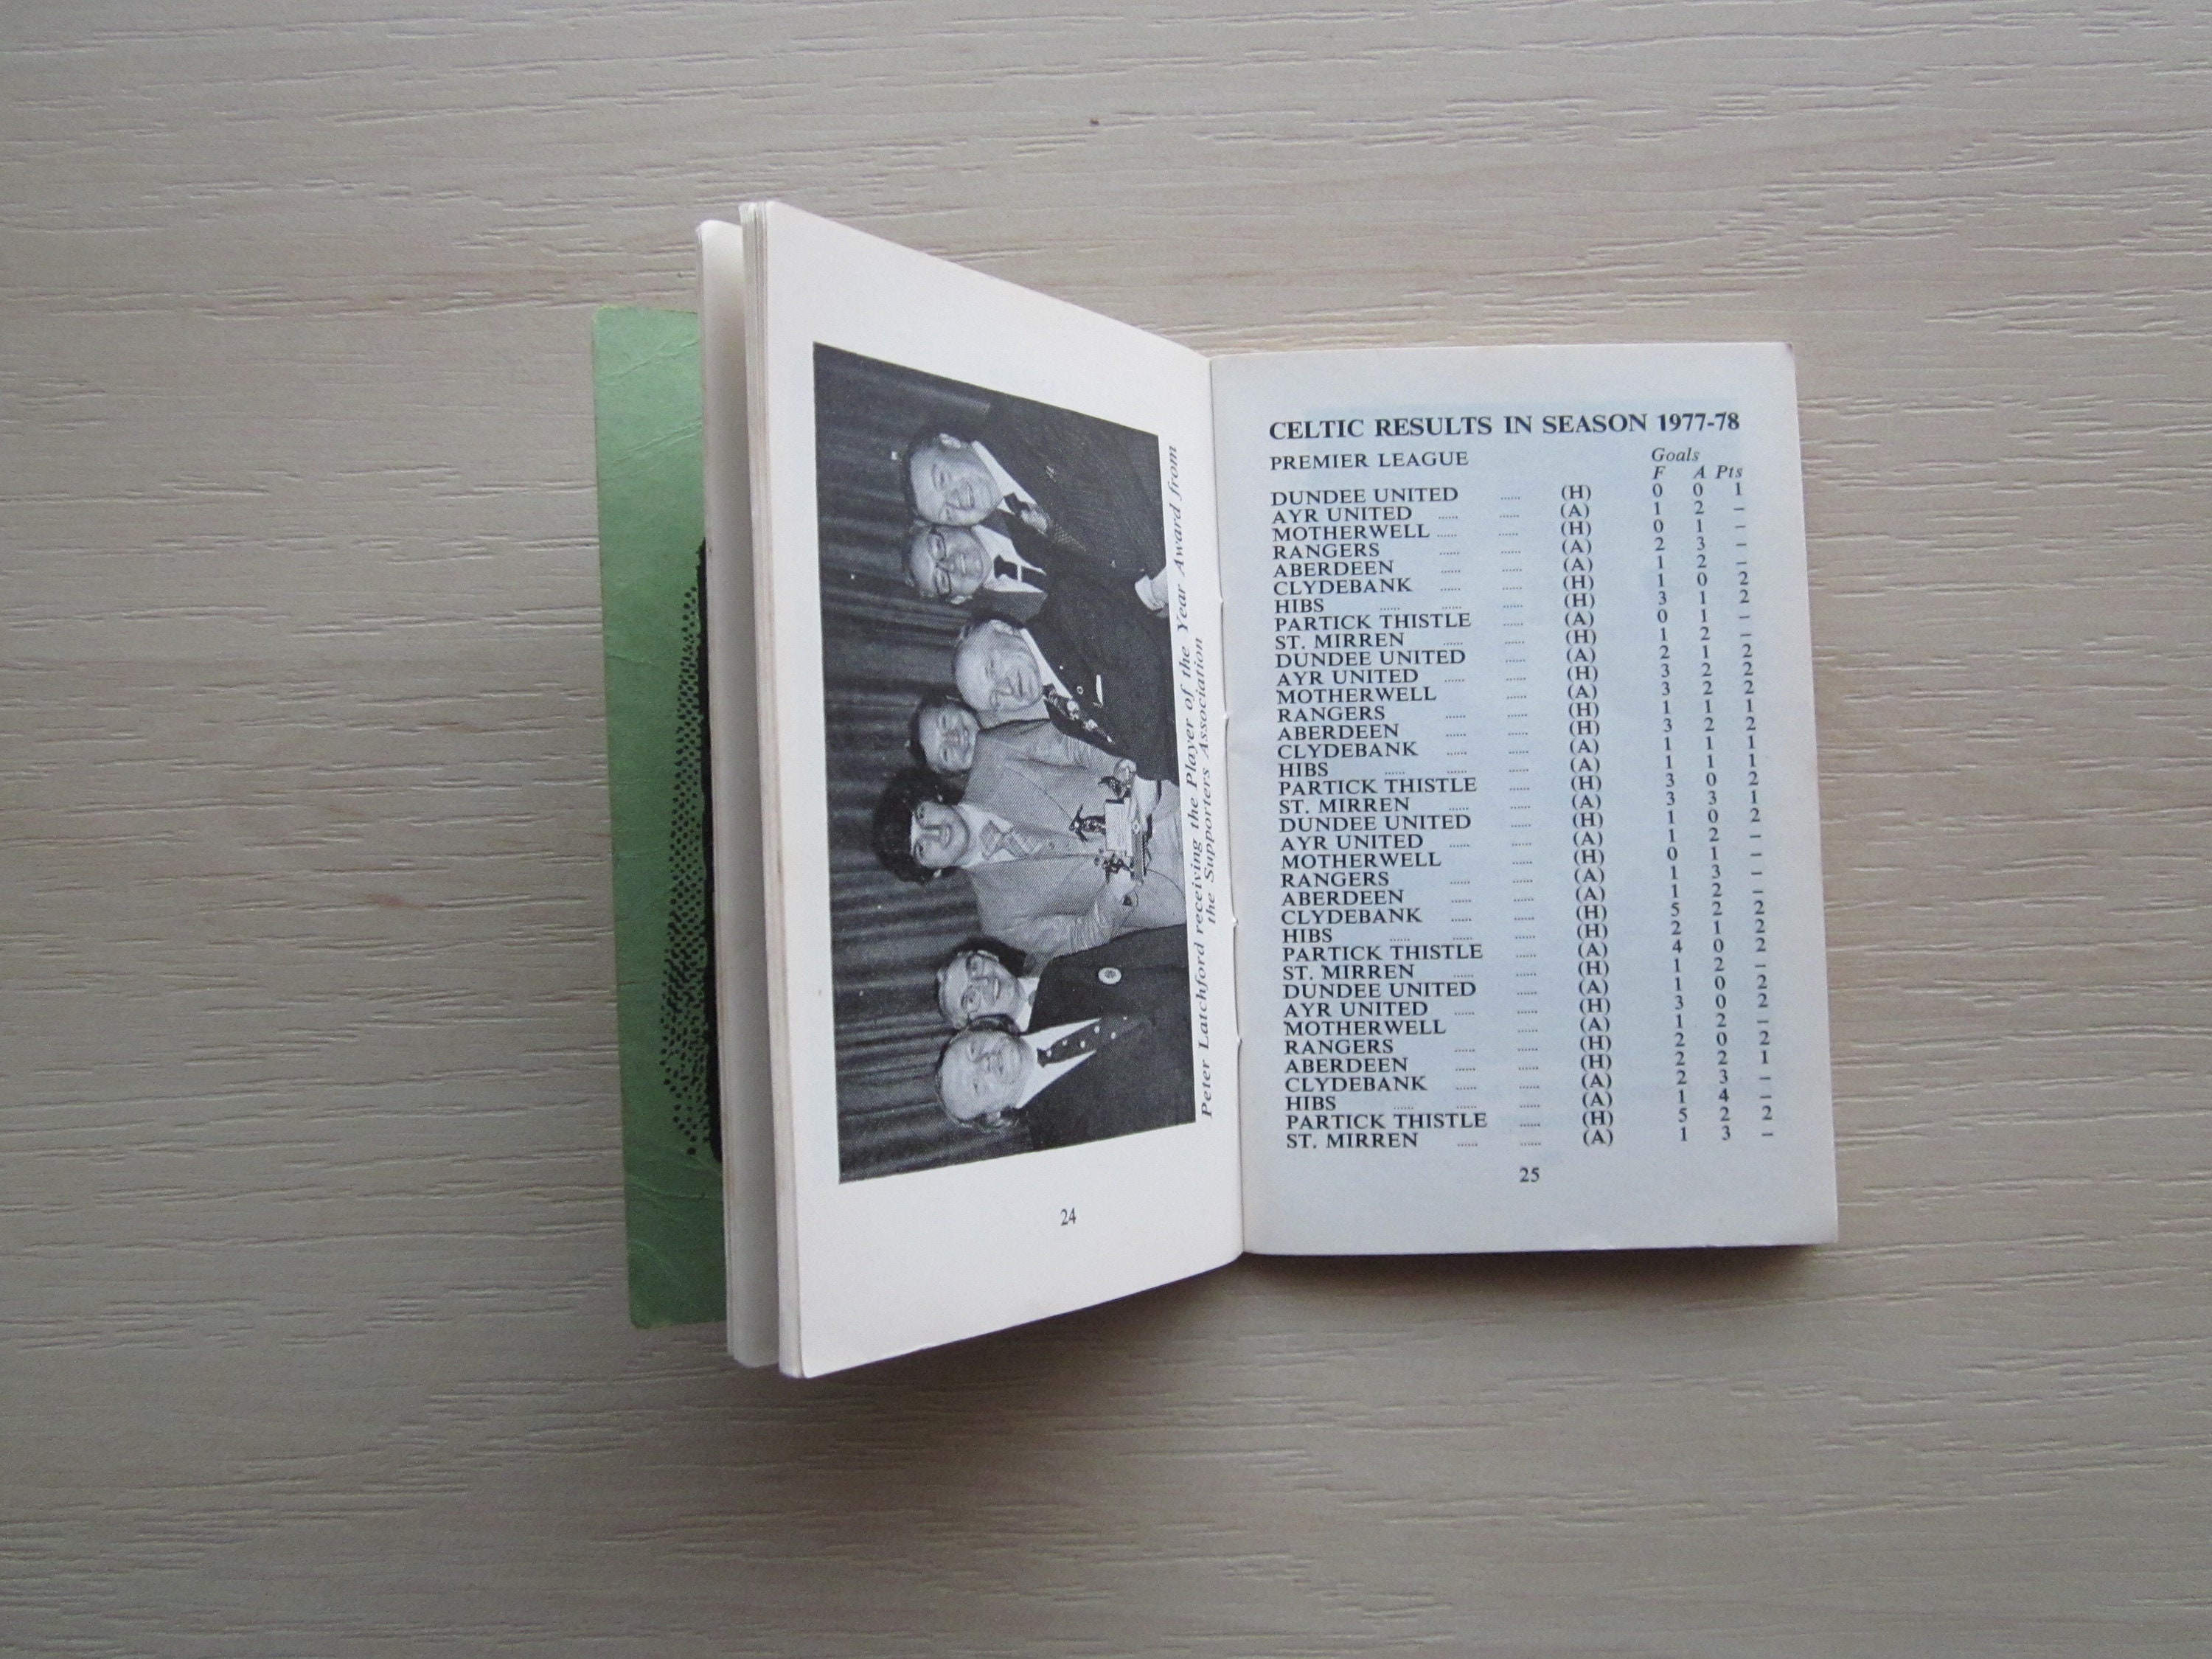 Peter Latchford receiving the Player of the Year Award from
the Supporters Association
24
CELTIC RESULTS IN SEASON 1977-78
PREMIER LEAGUE Goals
F A Pts
DUNDEE UNITED ...... (H) 0 0 1
AYR UNITED ...... ...... (A) 1 2 –
MOTHERWELL ...... ...... (H) 0 1 –
RANGERS ...... ...... (A) 2 3 –
ABERDEEN ...... ...... (A) 1 2 –
CLYDEBANK ...... ...... (H) 1 0 2
HIBS ...... ...... ...... (H) 3 1 2
PARTICK THISTLE ...... (A) 0 1 –
ST. MIRREN ...... ...... (H) 1 2 –
DUNDEE UNITED ...... (A) 2 1 2
AYR UNITED ...... ...... (H) 3 2 2
MOTHERWELL ...... (A) 3 2 2
RANGERS ...... ...... (H) 1 1 1
ABERDEEN ...... ...... (H) 3 2 2
CLYDEBANK ...... ...... (A) 1 1 1
HIBS ...... ...... ...... (A) 1 1 1
PARTICK THISTLE ...... (H) 3 0 2
ST. MIRREN ...... ...... (A) 3 3 1
DUNDEE UNITED ...... (H) 1 0 2
AYR UNITED ...... ...... (A) 1 2 –
MOTHERWELL ...... (H) 0 1 –
RANGERS ...... ...... (A) 1 3 –
ABERDEEN ...... ...... (A) 1 2 –
CLYDEBANK ...... ...... (H) 5 2 2
HIBS ...... ...... ...... (H) 2 1 2
PARTICK THISTLE ...... (A) 4 0 2
ST. MIRREN ...... ...... (H) 1 2 –
DUNDEE UNITED ...... (A) 1 0 2
AYR UNITED ...... ...... (H) 3 0 2
MOTHERWELL ...... (A) 1 2 –
RANGERS ...... ...... (H) 2 0 2
ABERDEEN ...... ...... (H) 2 2 1
CLYDEBANK ...... ...... (A) 2 3 –
HIBS ...... ...... ...... (A) 1 4 –
PARTICK THISTLE ...... (H) 5 2 2
ST. MIRREN ...... ...... (A) 1 3 –
25